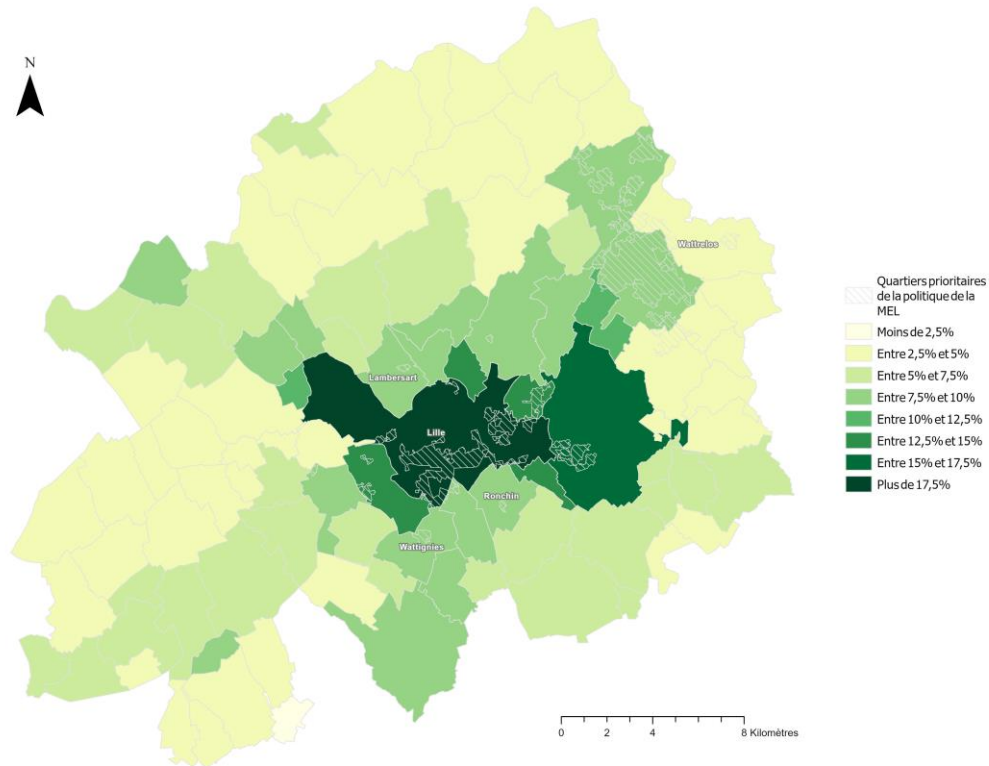 N
Wattrelos
Lambersart
Lille
Ronchin
Wattignies
Quartiers prioritaires
de la politique de la
MEL
Moins de 2,5%
Entre 2,5% et 5%
Entre 5% et 7,5%
Entre 7,5% et 10%
Entre 10% et 12,5%
Entre 12,5% et 15%
Entre 15% et 17,5%
Plus de 17,5%
0 2 4 8 Kilomètres